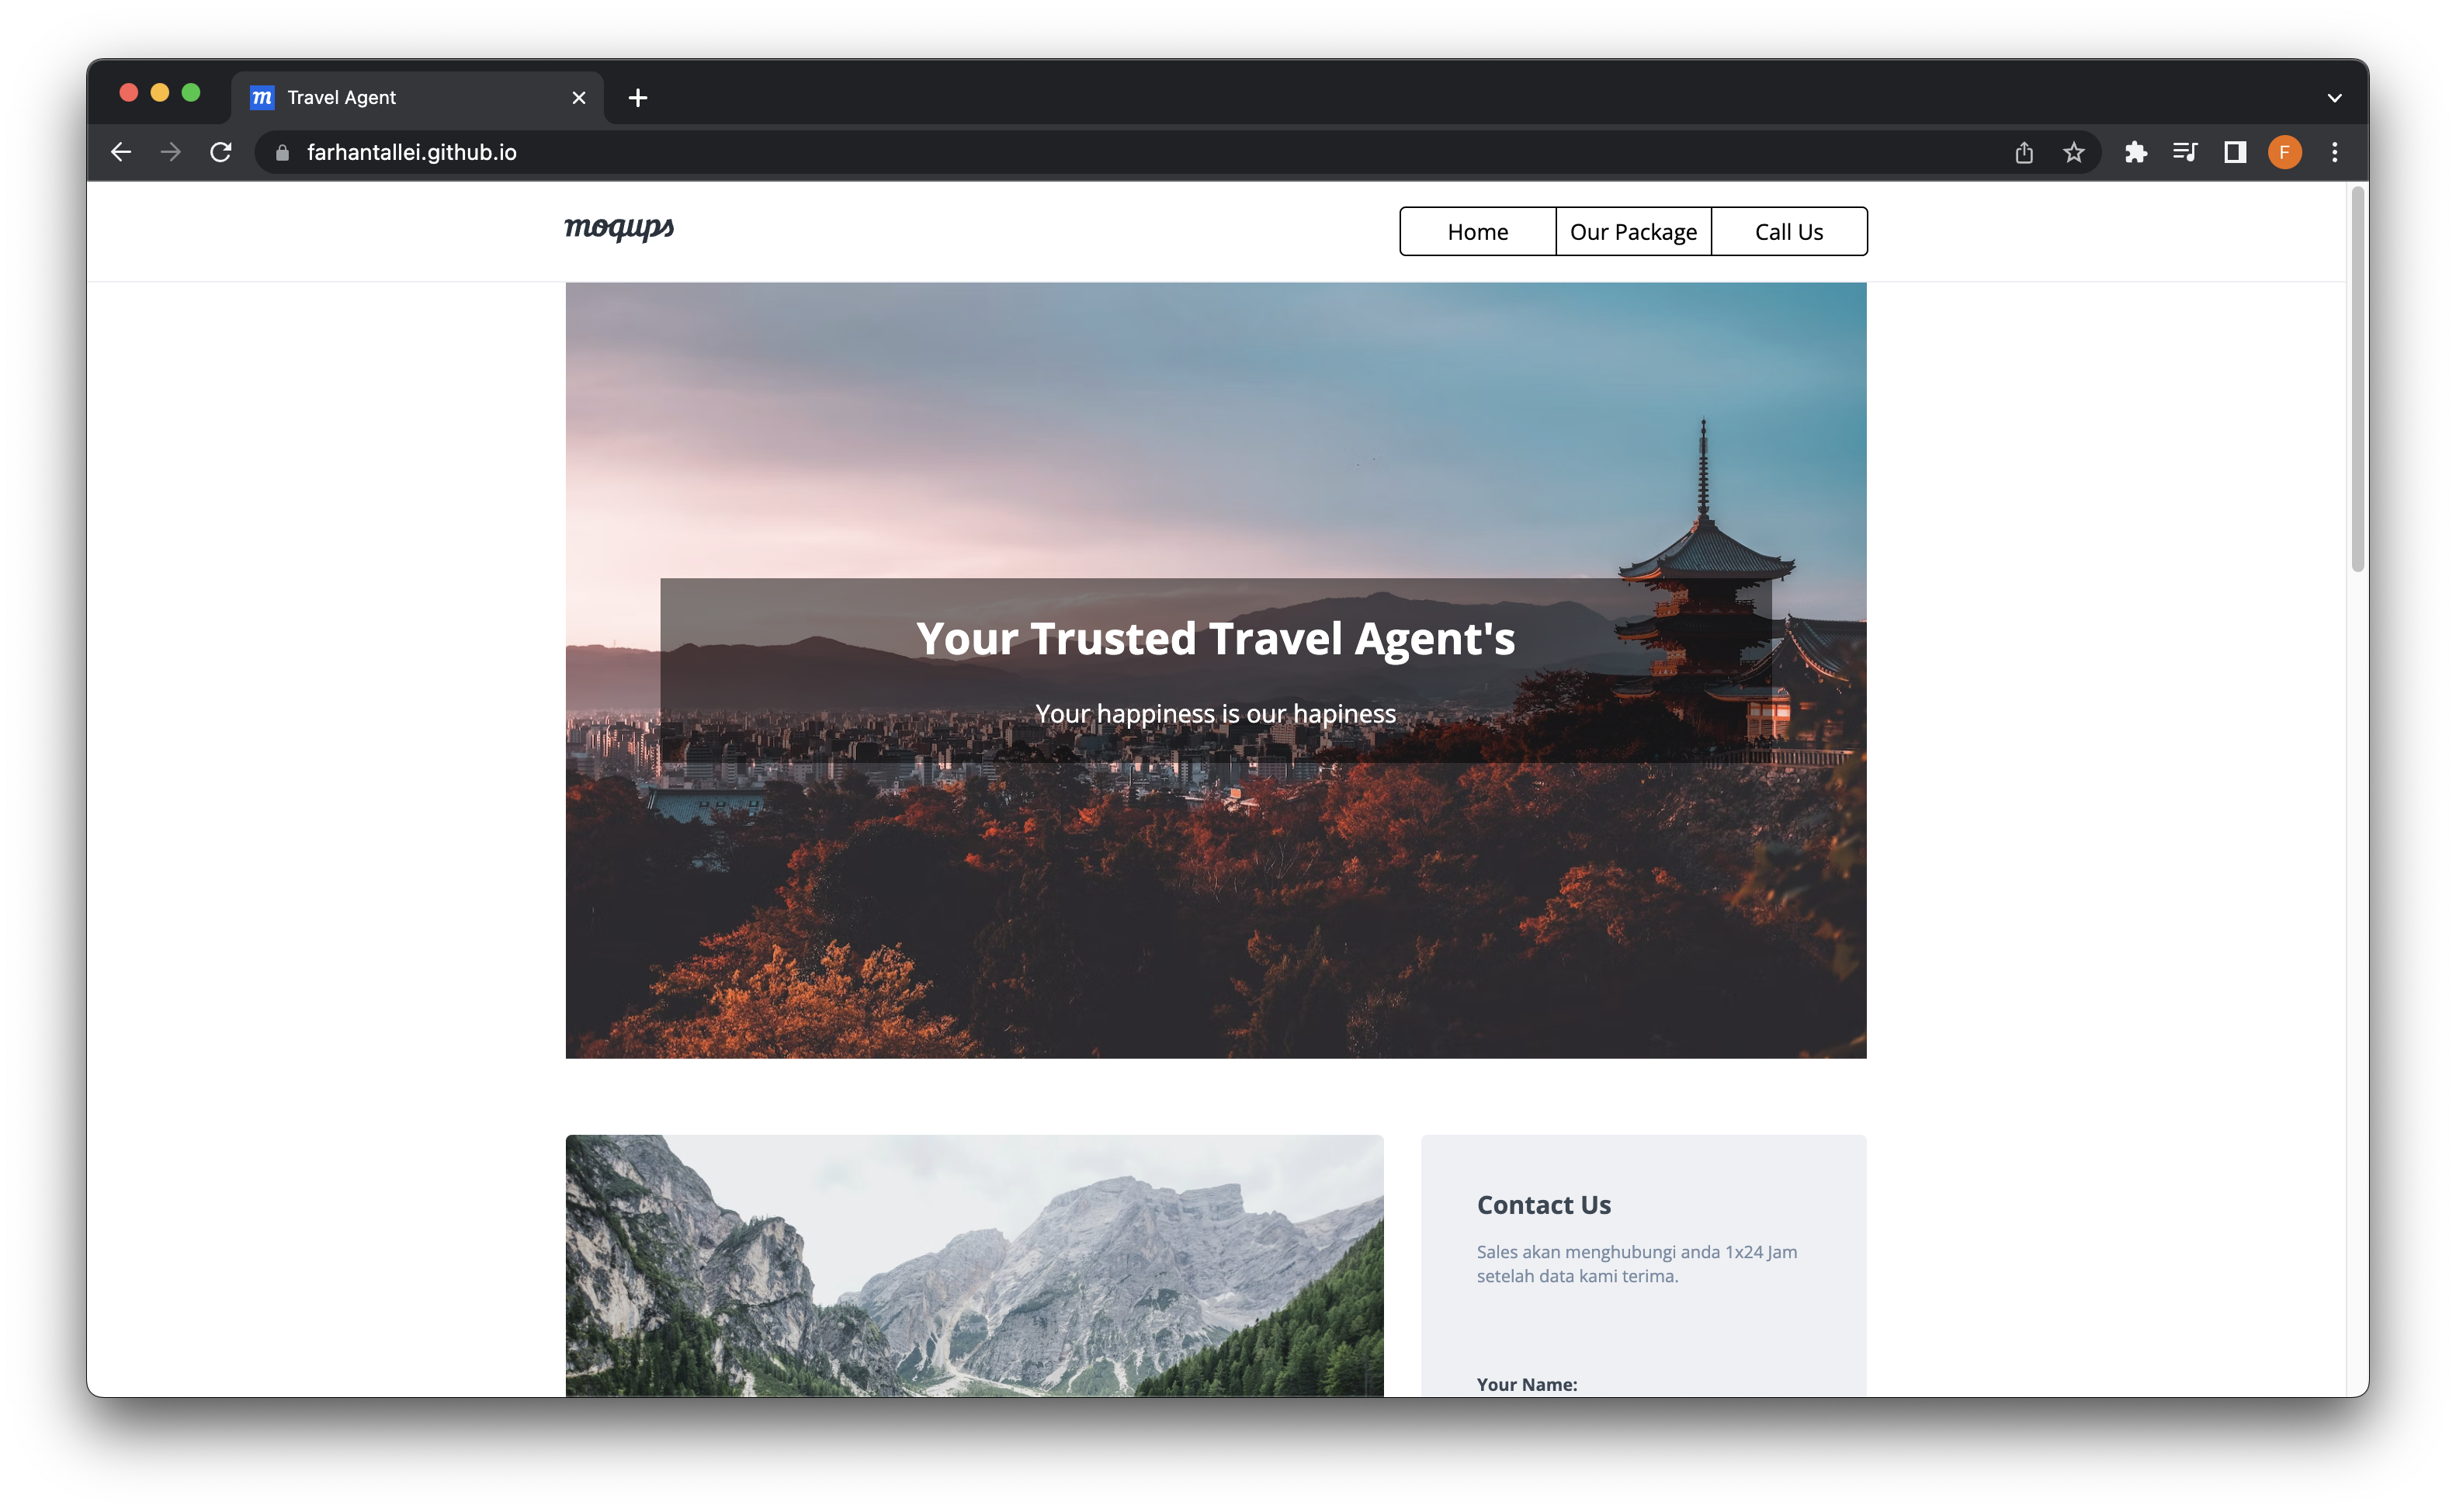 m Travel Agent
farhantallei.github.io
F
moqups
Home Our Package Call Us
Your Trusted Travel Agent's
Your happiness is our hapiness
Contact Us
Sales akan menghubungi anda 1x24 Jam
setelah data kami terima.
Your Name: